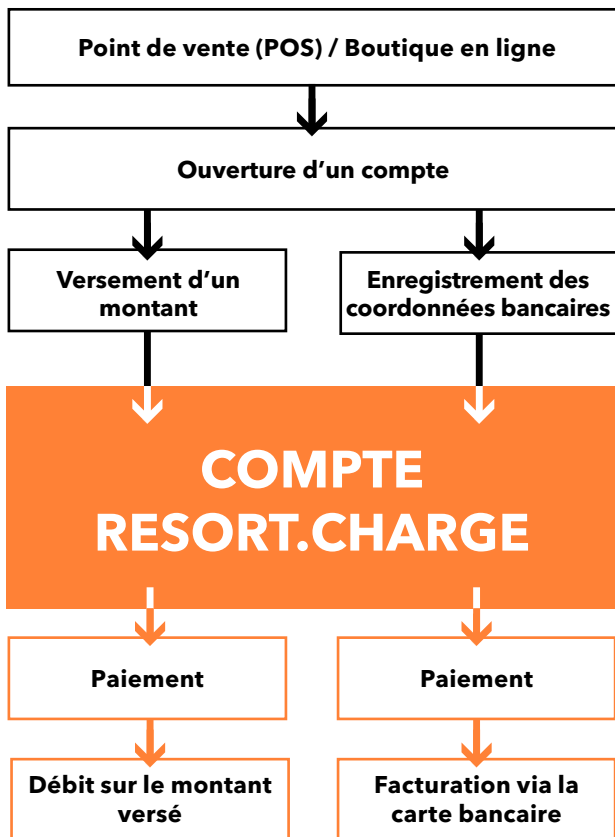 Point de vente (POS) / Boutique en ligne
Ouverture d’un compte
Versement d’un
montant
Enregistrement des
coordonnées bancaires
COMPTE
RESORT.CHARGE
Paiement
Paiement
Débit sur le montant
versé
Facturation via la
carte bancaire